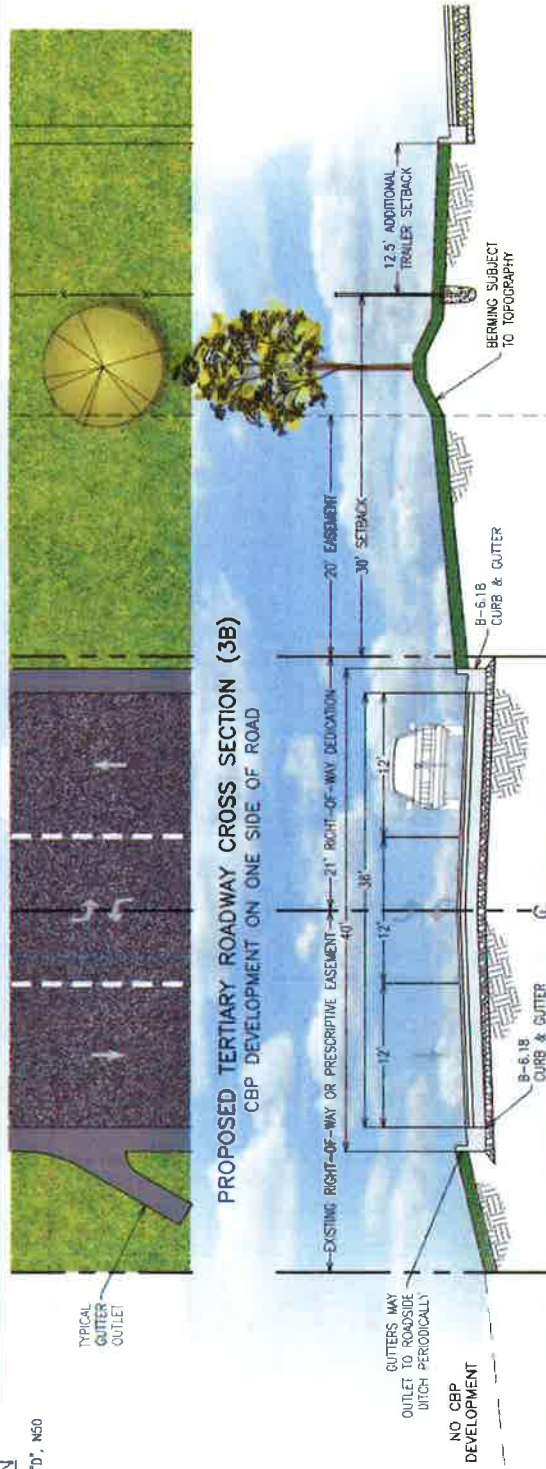 "D", N50
TYPICAL
GUTTER
OUTLET
PROPOSED TERTIARY ROADWAY CROSS SECTION (3B)
CBP DEVELOPMENT ON ONE SIDE OF ROAD
EXISTING RIGHT-OF-WAY OR PRESCRIPTIVE EASEMENT
21' RIGHT-OF-WAY DEDICATION
20' EASEMENT
30' SETBACK
12.5' ADDITIONAL
TRAILER SETBACK
40'
38'
12'
12'
12'
GUTTERS MAY
OUTLET TO ROADSIDE
DITCH PERIODICALLY
NO CBP
DEVELOPMENT
B-6.18
CURB & GUTTER
B-6.18
CURB & GUTTER
BERMING SUBJECT
TO TOPOGRAPHY